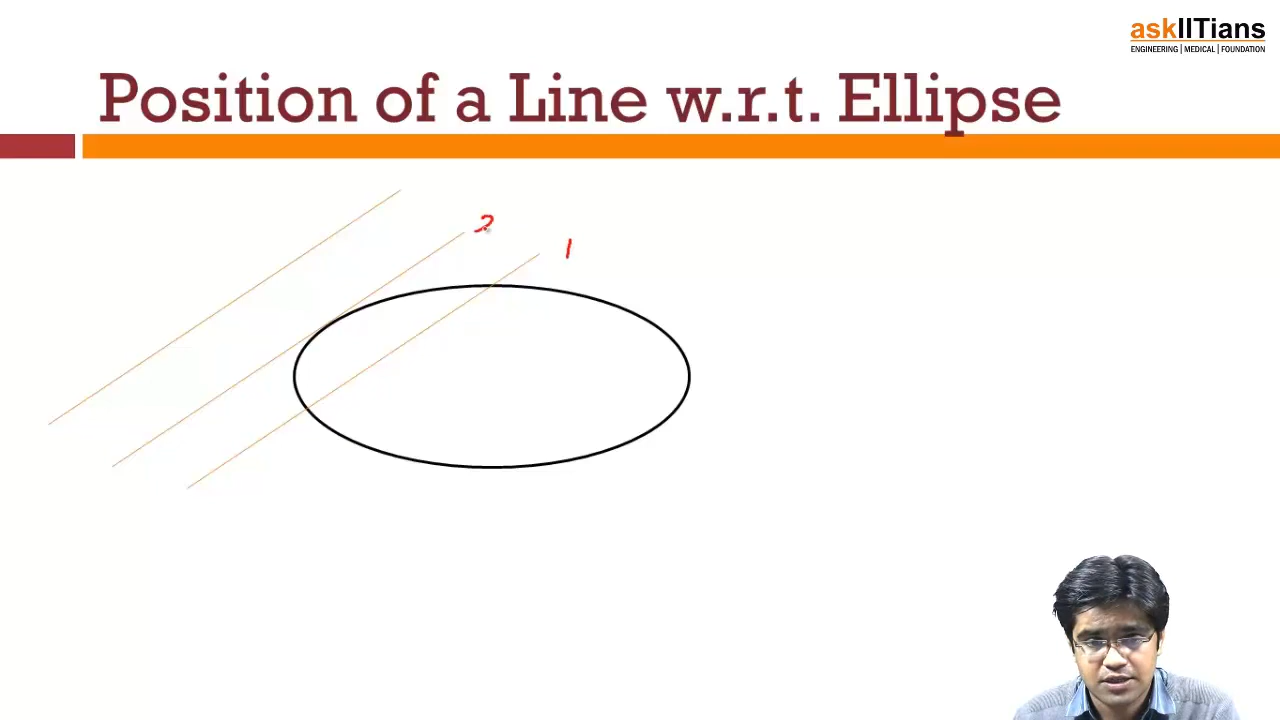 askIITians
ENGINEERING | MEDICAL | FOUNDATION
Position of a Line w.r.t. Ellipse
2
1